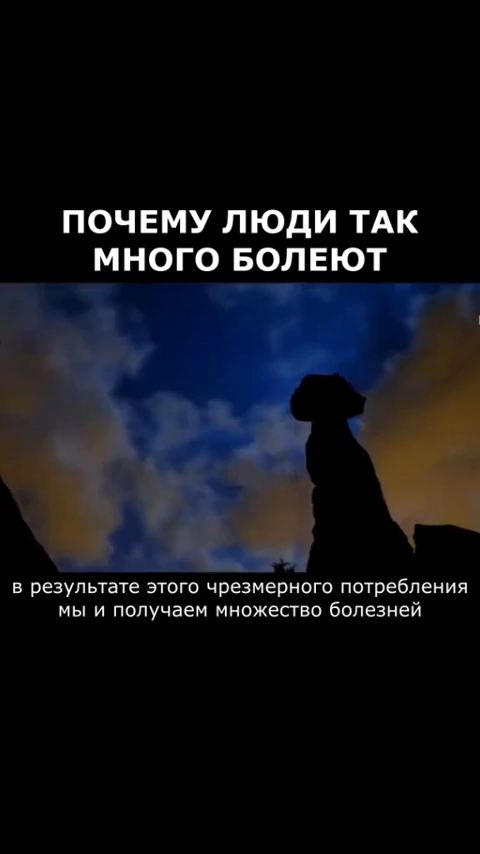 ПОЧЕМУ ЛЮДИ ТАК
МНОГО БОЛЕЮТ
в результате этого чрезмерного потребления
мы и получаем множество болезней